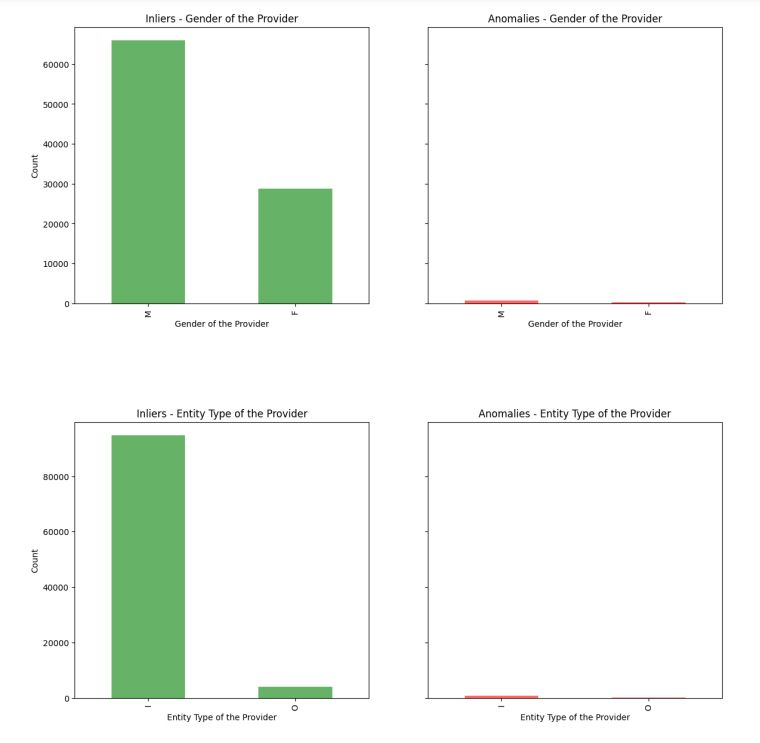 Inliers - Gender of the Provider
Anomalies - Gender of the Provider
60000
50000
40000
30000
20000
10000
0
Count
M
F
Gender of the Provider
M
F
Gender of the Provider
Inliers - Entity Type of the Provider
Anomalies - Entity Type of the Provider
80000
60000
40000
20000
0
Count
I
O
Entity Type of the Provider
I
O
Entity Type of the Provider